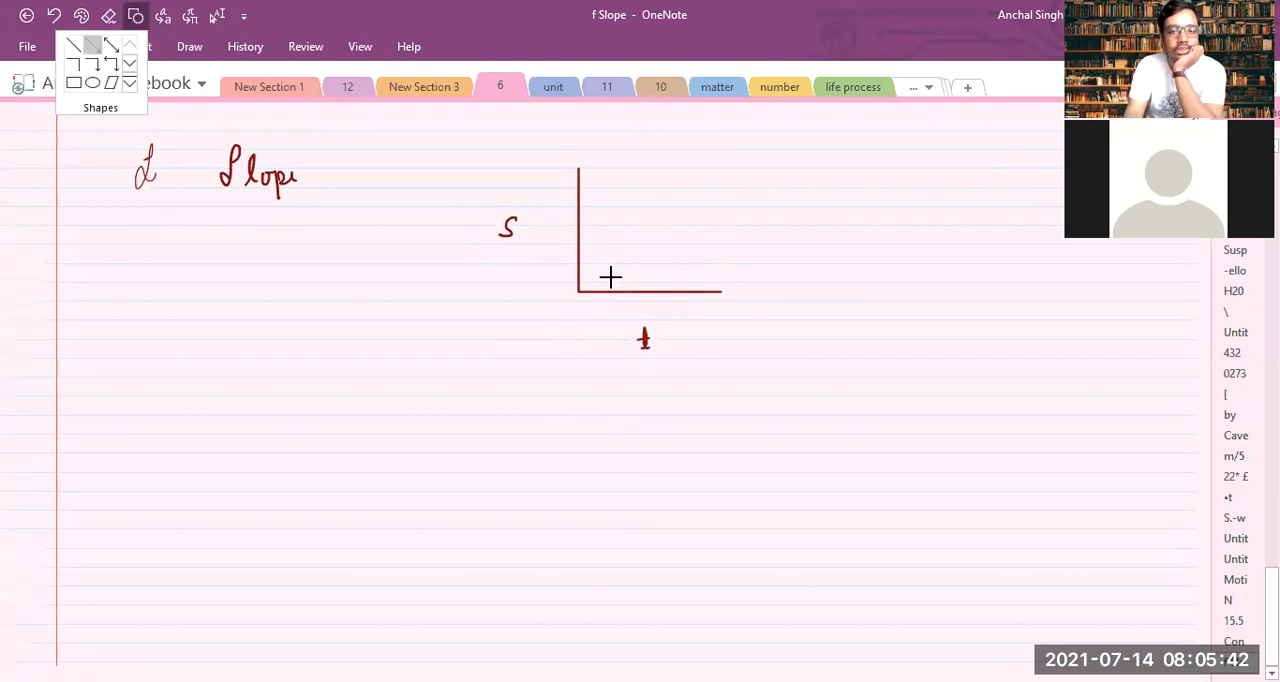 f Slope - OneNote
Anchal Singh
File
Draw
History
Review
View
Help
Shapes
New Section 1
12
New Section 3
6
unit
11
10
matter
number
life process
...
+
Slope
s
t
Susp
-ello
H20
\
Untit
432
0273
[
by
Cave
m/5
22* £
•t
S.-w
Untit
Untit
Moti
N
15.5
Con
2021-07-14 08:05:42